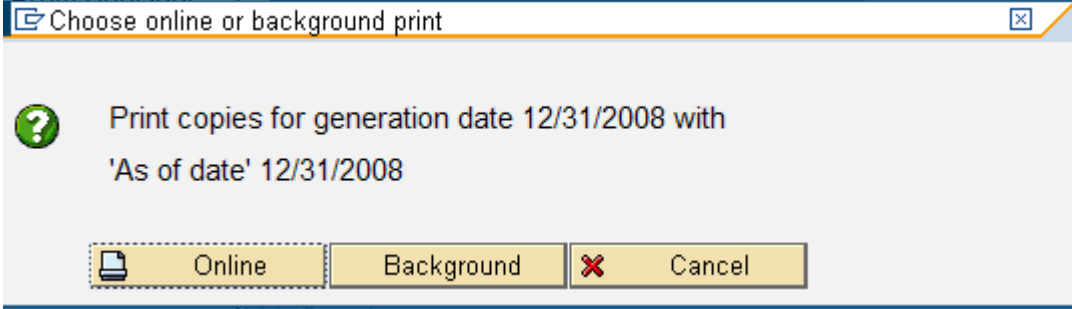 Choose online or background print
Print copies for generation date 12/31/2008 with
'As of date' 12/31/2008
Online Background Cancel